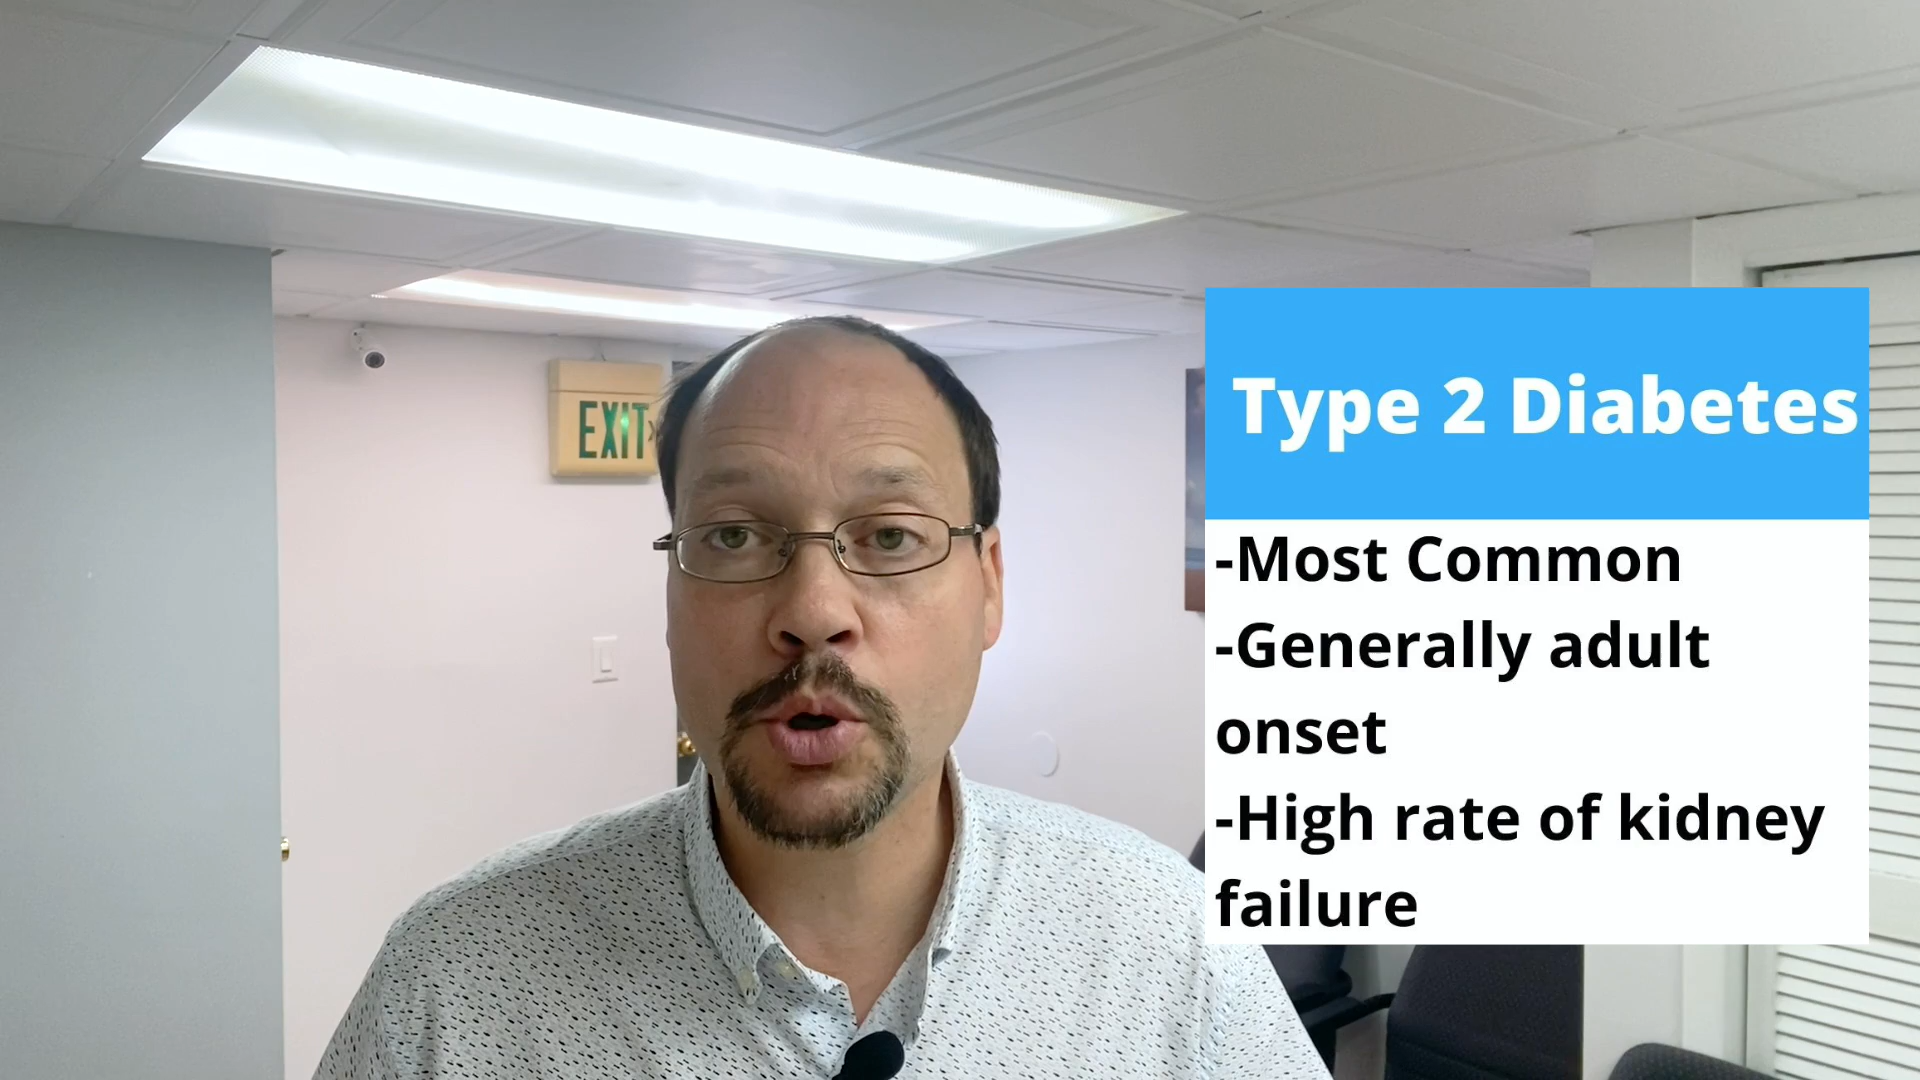 EXIT
Type 2 Diabetes
-Most Common
-Generally adult
onset
-High rate of kidney
failure